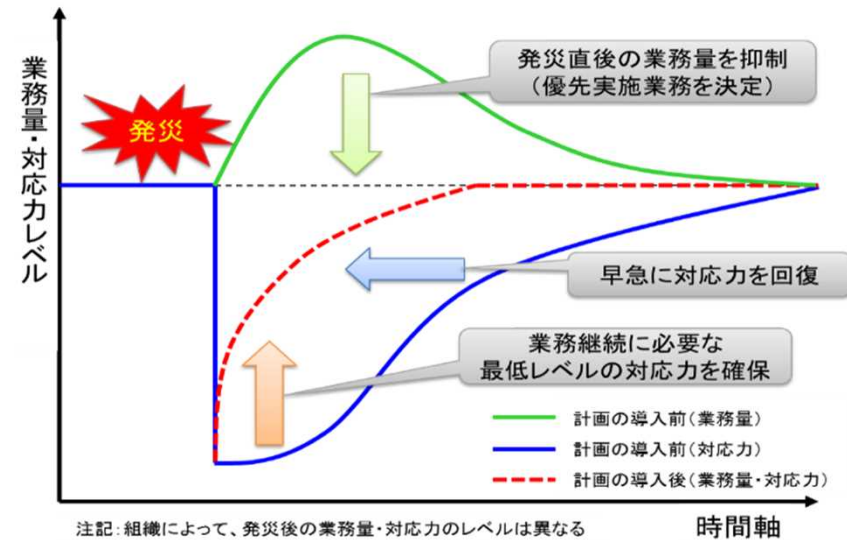 業務量・対応力レベル
発災
発災直後の業務量を抑制
（優先実施業務を決定）
早急に対応力を回復
業務継続に必要な
最低レベルの対応力を確保
計画の導入前（業務量）
計画の導入前（対応力）
計画の導入後（業務量・対応力）
注記：組織によって、発災後の業務量・対応力のレベルは異なる
時間軸